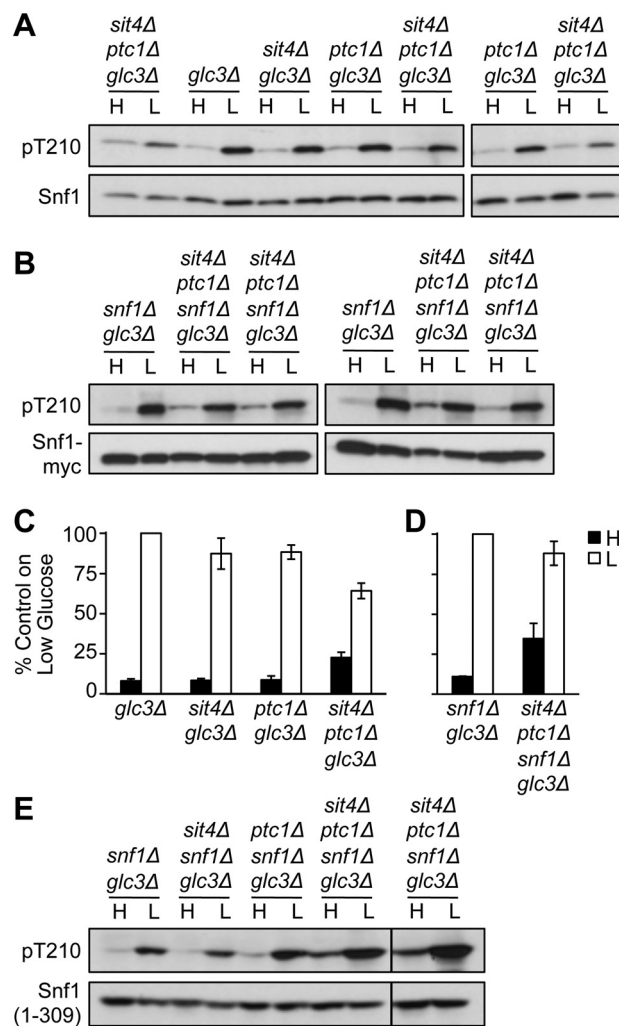 A
sit4Δ sit4Δ sit4Δ
ptc1Δ sit4Δ ptc1Δ ptc1Δ ptc1Δ ptc1Δ
glc3Δ glc3Δ glc3Δ glc3Δ glc3Δ glc3Δ glc3Δ
H L H L H L H L H L H L H L
pT210
Snf1
B
sit4Δ sit4Δ sit4Δ sit4Δ
ptc1Δ ptc1Δ ptc1Δ ptc1Δ
snf1Δ snf1Δ snf1Δ snf1Δ snf1Δ snf1Δ
glc3Δ glc3Δ glc3Δ glc3Δ glc3Δ glc3Δ
H L H L H L H L H L H L
pT210
Snf1-
myc
C
% Control on
Low Glucose
100
75
50
25
0
glc3Δ sit4Δ ptc1Δ sit4Δ
glc3Δ glc3Δ ptc1Δ
glc3Δ
D
H
L
snf1Δ sit4Δ
glc3Δ ptc1Δ
snf1Δ
glc3Δ
E
sit4Δ sit4Δ
sit4Δ ptc1Δ ptc1Δ ptc1Δ
snf1Δ snf1Δ snf1Δ snf1Δ snf1Δ
glc3Δ glc3Δ glc3Δ glc3Δ glc3Δ
H L H L H L H L H L
pT210
Snf1
(1-309)